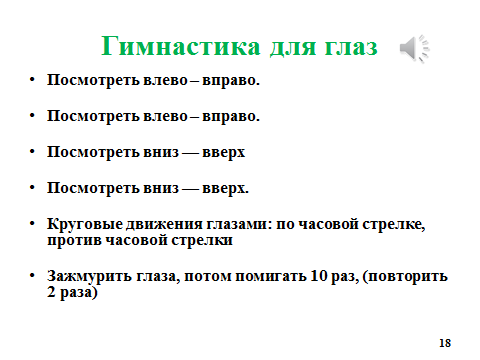 Гимнастика для глаз
• Посмотреть влево – вправо.
• Посмотреть влево – вправо.
• Посмотреть вниз — вверх
• Посмотреть вниз — вверх.
• Круговые движения глазами: по часовой стрелке,
против часовой стрелки
• Зажмурить глаза, потом помигать 10 раз, (повторить
2 раза)
18